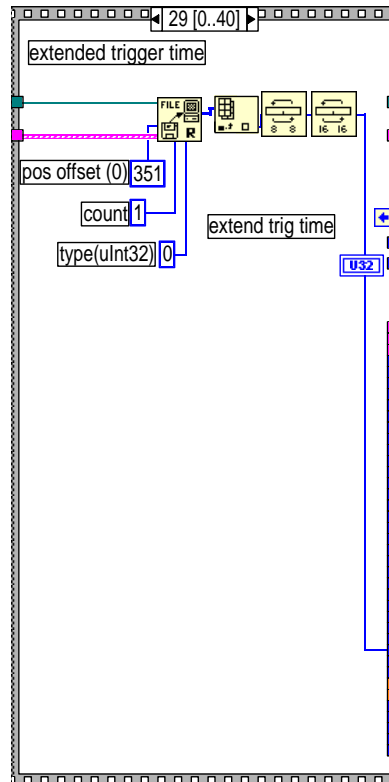 29 [0..40]
extended trigger time
FILE
R
8 8
16 16
pos offset (0) 351
count 1
extend trig time
type(uInt32) 0
U32